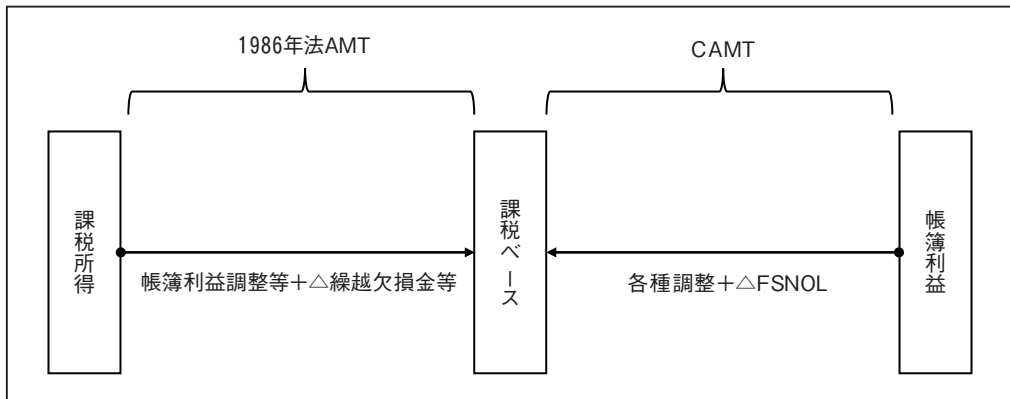 1986年法AMT
CAMT
課税所得
帳簿利益調整等＋△繰越欠損金等
課税ベース
各種調整＋△FSNOL
帳簿利益